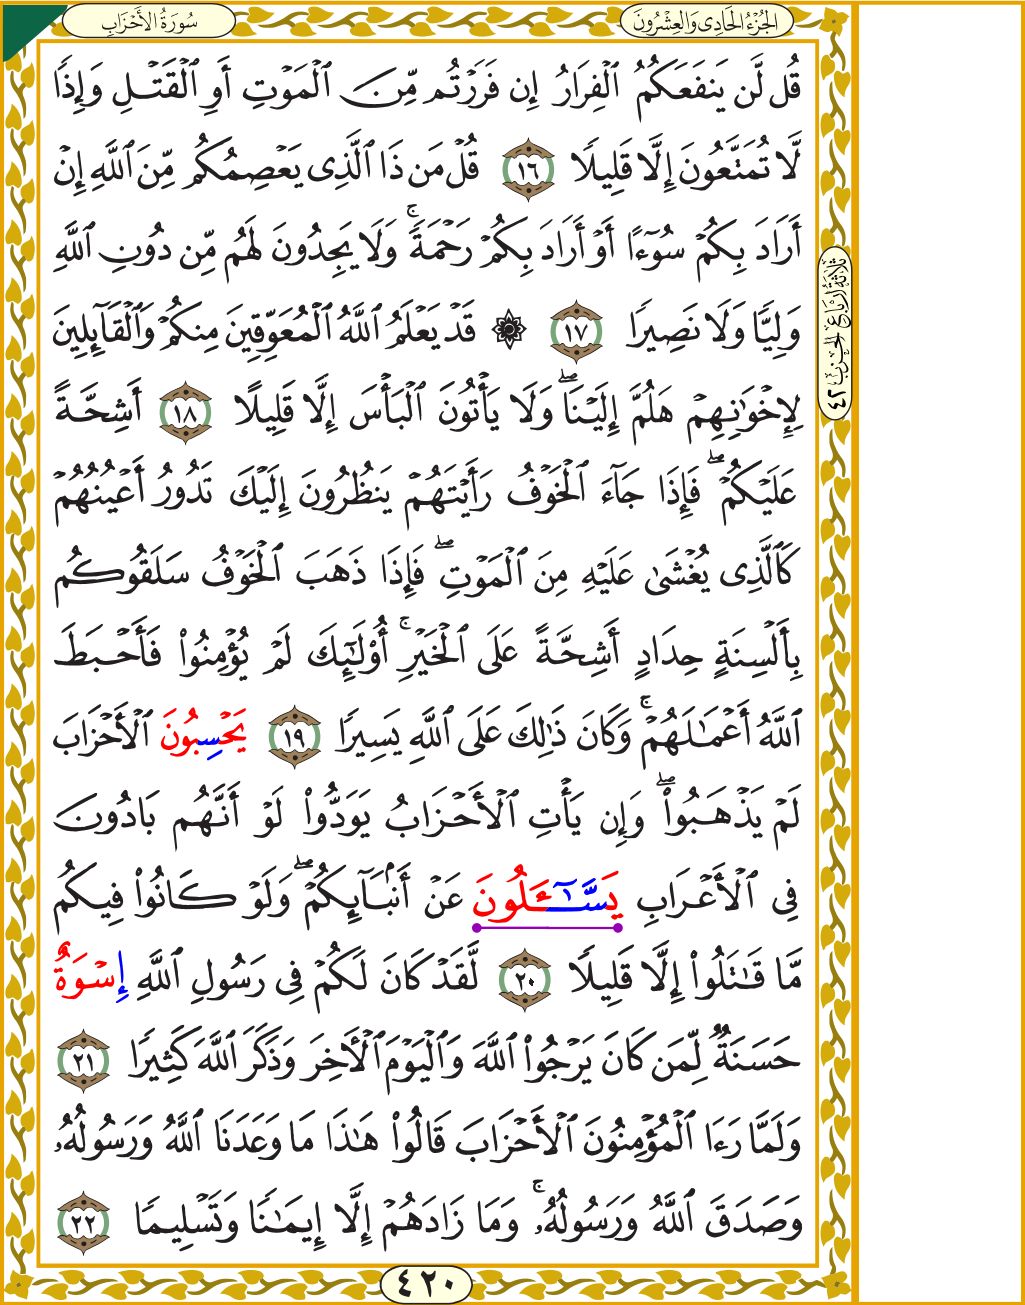 سُورَةُ الأَحْزَابِ
الجُزْءُ الحَادِى وَالعِشْرُونَ
قُل لَّن يَنفَعَكُمُ ٱلْفِرَارُ إِن فَرَرْتُم مِّنَ ٱلْمَوْتِ أَوِ ٱلْقَتْلِ وَإِذًا
لَّا تُمَتَّعُونَ إِلَّا قَلِيلًا ١٦ قُلْ مَن ذَا ٱلَّذِى يَعْصِمُكُم مِّنَ ٱللَّهِ إِنْ
أَرَادَ بِكُمْ سُوٓءًا أَوْ أَرَادَ بِكُمْ رَحْمَةً ۚ وَلَا يَجِدُونَ لَهُم مِّن دُونِ ٱللَّهِ
وَلِيًّا وَلَا نَصِيرًا ١٧ ۞ قَدْ يَعْلَمُ ٱللَّهُ ٱلْمُعَوِّقِينَ مِنكُمْ وَٱلْقَآئِلِينَ
لِإِخْوَٰنِهِمْ هَلُمَّ إِلَيْنَا ۖ وَلَا يَأْتُونَ ٱلْبَأْسَ إِلَّا قَلِيلًا ١٨ أَشِحَّةً
عَلَيْكُمْ ۖ فَإِذَا جَآءَ ٱلْخَوْفُ رَأَيْتَهُمْ يَنظُرُونَ إِلَيْكَ تَدُورُ أَعْيُنُهُمْ
كَٱلَّذِى يُغْشَىٰ عَلَيْهِ مِنَ ٱلْمَوْتِ ۖ فَإِذَا ذَهَبَ ٱلْخَوْفُ سَلَقُوكُم
بِأَلْسِنَةٍ حِدَادٍ أَشِحَّةً عَلَى ٱلْخَيْرِ ۚ أُو۟لَٰٓئِكَ لَمْ يُؤْمِنُوا۟ فَأَحْبَطَ
ٱللَّهُ أَعْمَٰلَهُمْ ۚ وَكَانَ ذَٰلِكَ عَلَى ٱللَّهِ يَسِيرًا ١٩ يَحْسِبُونَ ٱلْأَحْزَابَ
لَمْ يَذْهَبُوا۟ ۖ وَإِن يَأْتِ ٱلْأَحْزَابُ يَوَدُّوا۟ لَوْ أَنَّهُم بَادُونَ
فِى ٱلْأَعْرَابِ يَسَّآءَلُونَ عَنْ أَنۢبَآئِكُمْ ۖ وَلَوْ كَانُوا۟ فِيكُم
مَّا قَٰتَلُوٓا۟ إِلَّا قَلِيلًا ٢٠ لَّقَدْ كَانَ لَكُمْ فِى رَسُولِ ٱللَّهِ إِسْوَةٌ
حَسَنَةٌ لِّمَن كَانَ يَرْجُوا۟ ٱللَّهَ وَٱلْيَوْمَ ٱلْأَخِرَ وَذَكَرَ ٱللَّهَ كَثِيرًا ٢١
وَلَمَّا رَءَا ٱلْمُؤْمِنُونَ ٱلْأَحْزَابَ قَالُوا۟ هَٰذَا مَا وَعَدَنَا ٱللَّهُ وَرَسُولُهُۥ
وَصَدَقَ ٱللَّهُ وَرَسُولُهُۥ ۚ وَمَا زَادَهُمْ إِلَّا إِيمَٰنًا وَتَسْلِيمًا ٢٢
ثَلَاثَةُ أَرْبَاعِ الحِزْبِ ٤٢
٤٢٠